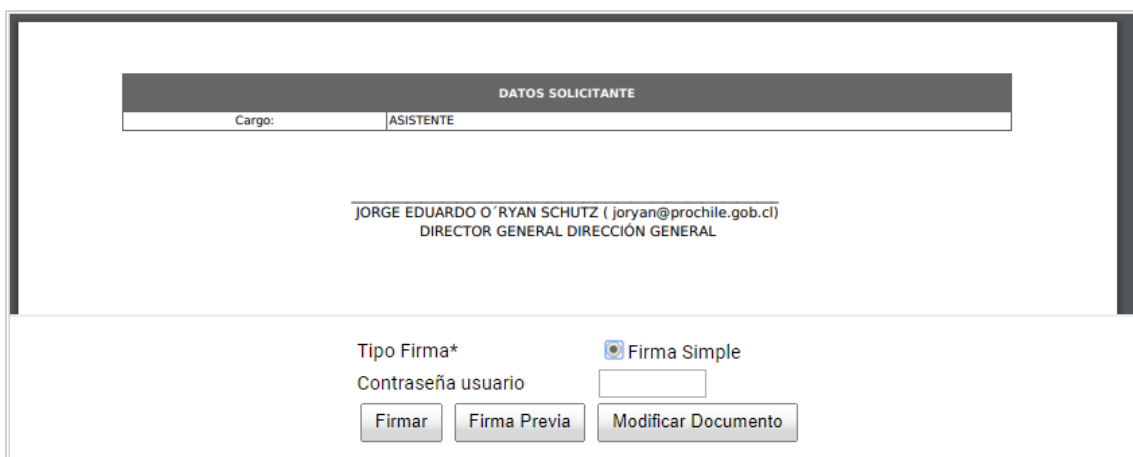 DATOS SOLICITANTE
Cargo: ASISTENTE
JORGE EDUARDO O´RYAN SCHUTZ ( joryan@prochile.gob.cl)
DIRECTOR GENERAL DIRECCIÓN GENERAL
Tipo Firma* Firma Simple
Contraseña usuario
Firmar Firma Previa Modificar Documento